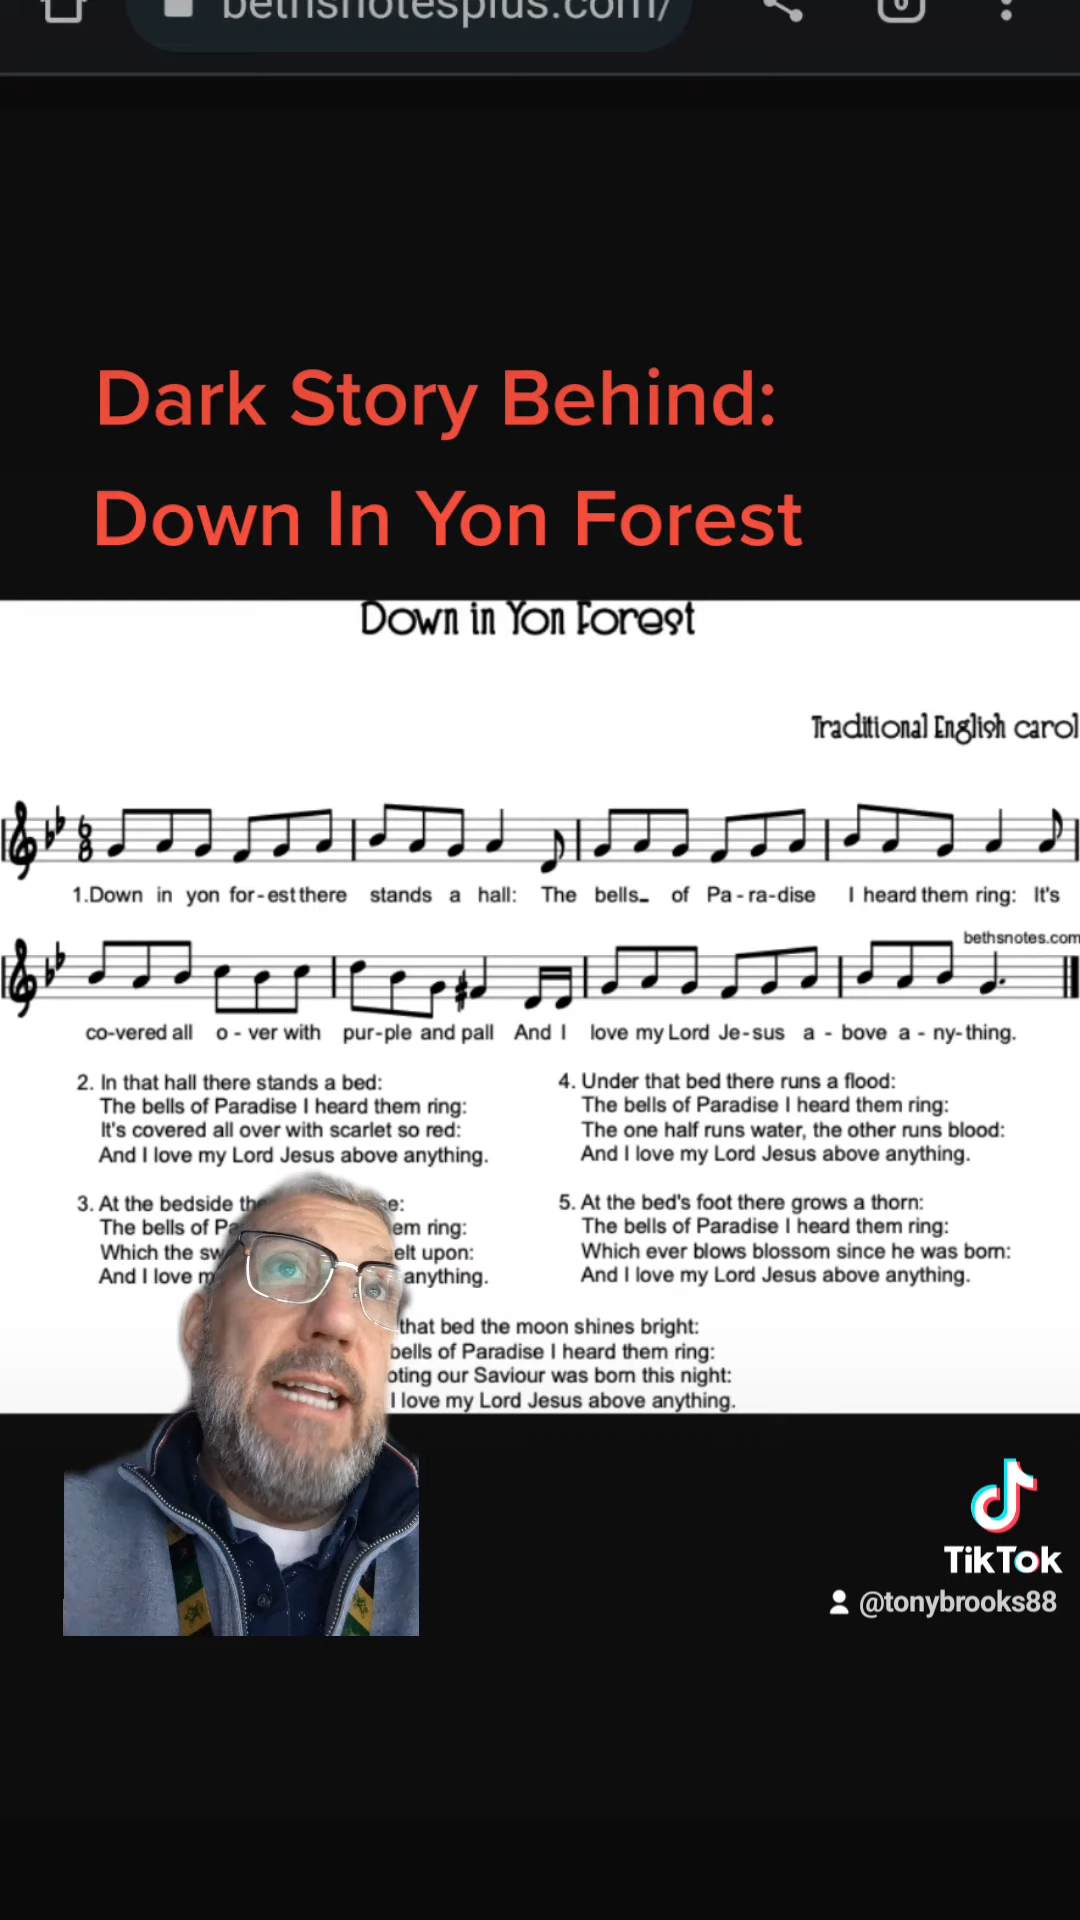 bethsnotesplus.com/
Dark Story Behind:
Down In Yon Forest
Down in Yon Forest
Traditional English carol
1.Down in yon for-est there stands a hall: The bells of Pa-ra-dise I heard them ring: It's
bethsnotes.com
co-vered all o-ver with pur-ple and pall And I love my Lord Je-sus a-bove a-ny-thing.
2. In that hall there stands a bed:
The bells of Paradise I heard them ring:
It's covered all over with scarlet so red:
And I love my Lord Jesus above anything.
3. At the bedside
The bells of ring:
Which the upon:
And I love anything.
4. Under that bed there runs a flood:
The bells of Paradise I heard them ring:
The one half runs water, the other runs blood:
And I love my Lord Jesus above anything.
5. At the bed's foot there grows a thorn:
The bells of Paradise I heard them ring:
Which ever blows blossom since he was born:
And I love my Lord Jesus above anything.
that bed the moon shines bright:
bells of Paradise I heard them ring:
our Saviour was born this night:
I love my Lord Jesus above anything.
TikTok
@tonybrooks88